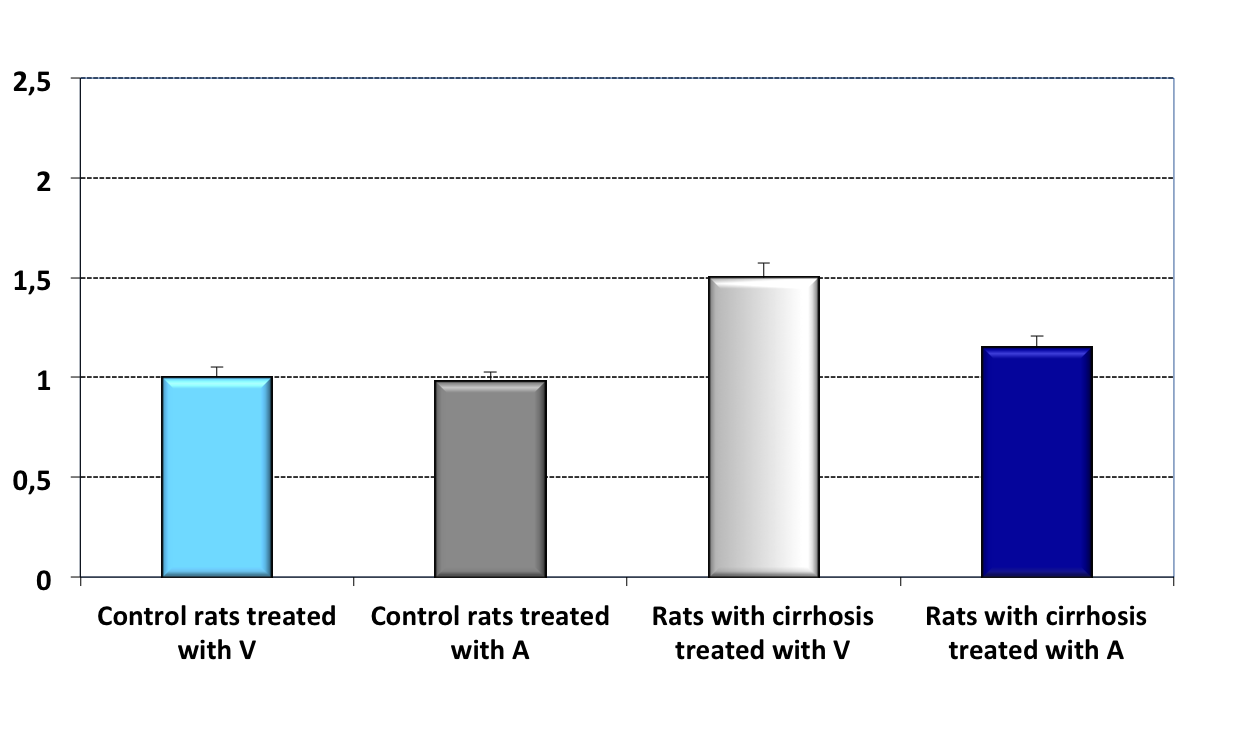 2,5
2
1,5
1
0,5
0
Control rats treated
with V
Control rats treated
with A
Rats with cirrhosis
treated with V
Rats with cirrhosis
treated with A